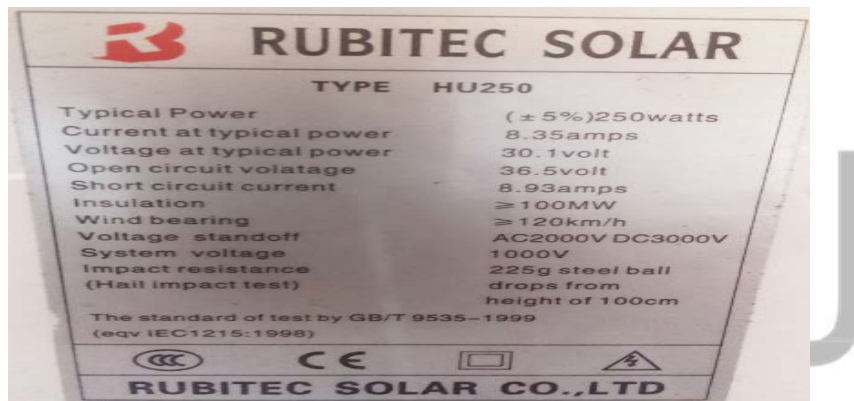 RUBITEC SOLAR
TYPE HU250
Typical Power (±5%)250watts
Current at typical power 8.35amps
Voltage at typical power 30.1volt
Open circuit volatage 36.5volt
Short circuit current 8.93amps
Insulation ≥100MW
Wind bearing ≥120km/h
Voltage standoff AC2000V DC3000V
System voltage 1000V
Impact resistance 225g steel ball
(Hail impact test) drops from
height of 100cm
The standard of test by GB/T 9535-1999
(eqv iEC1215:1998)
CCC CE
RUBITEC SOLAR CO.,LTD